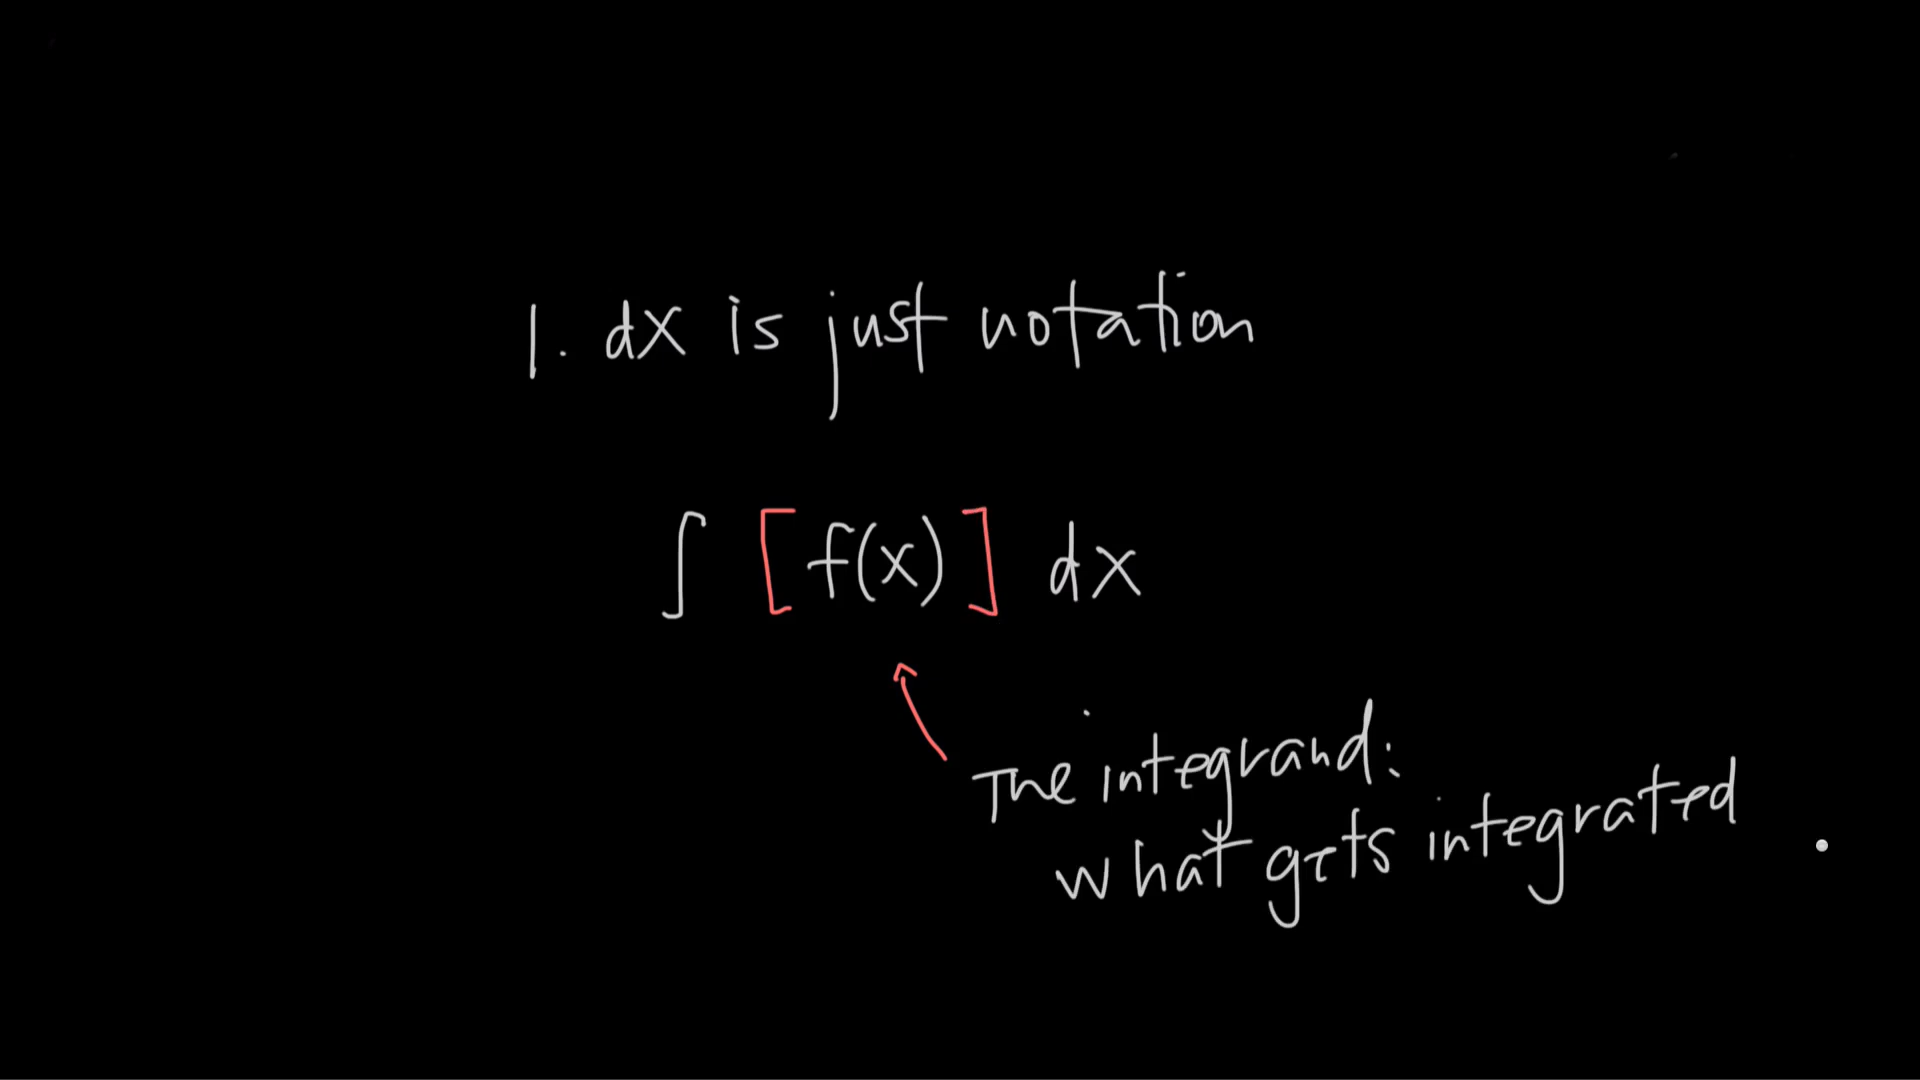 1. dx is just notation
∫ [f(x)] dx
The integrand:
what gets integrated